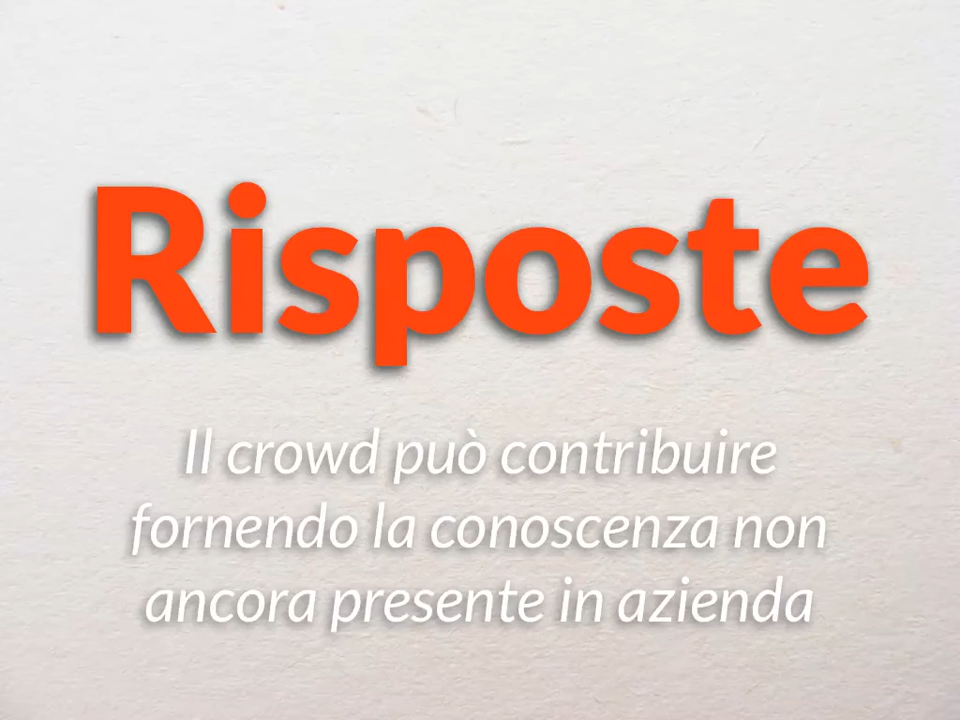 Risposte
Il crowd può contribuire
fornendo la conoscenza non
ancora presente in azienda